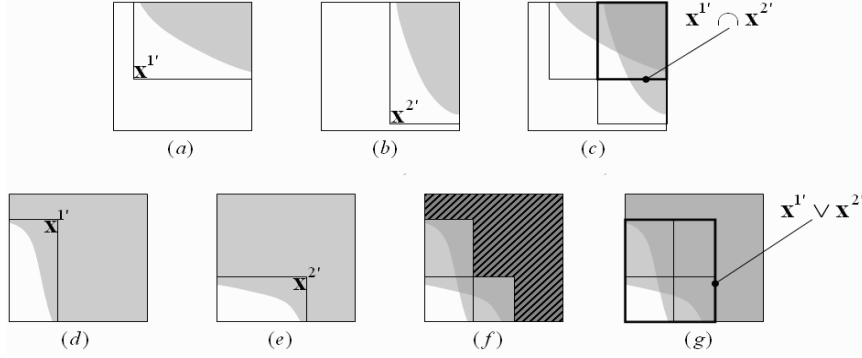 x¹′
x²′
x¹′ ∩ x²′
(a)
(b)
(c)
x¹′
x²′
x¹′ ∨ x²′
(d)
(e)
(f)
(g)